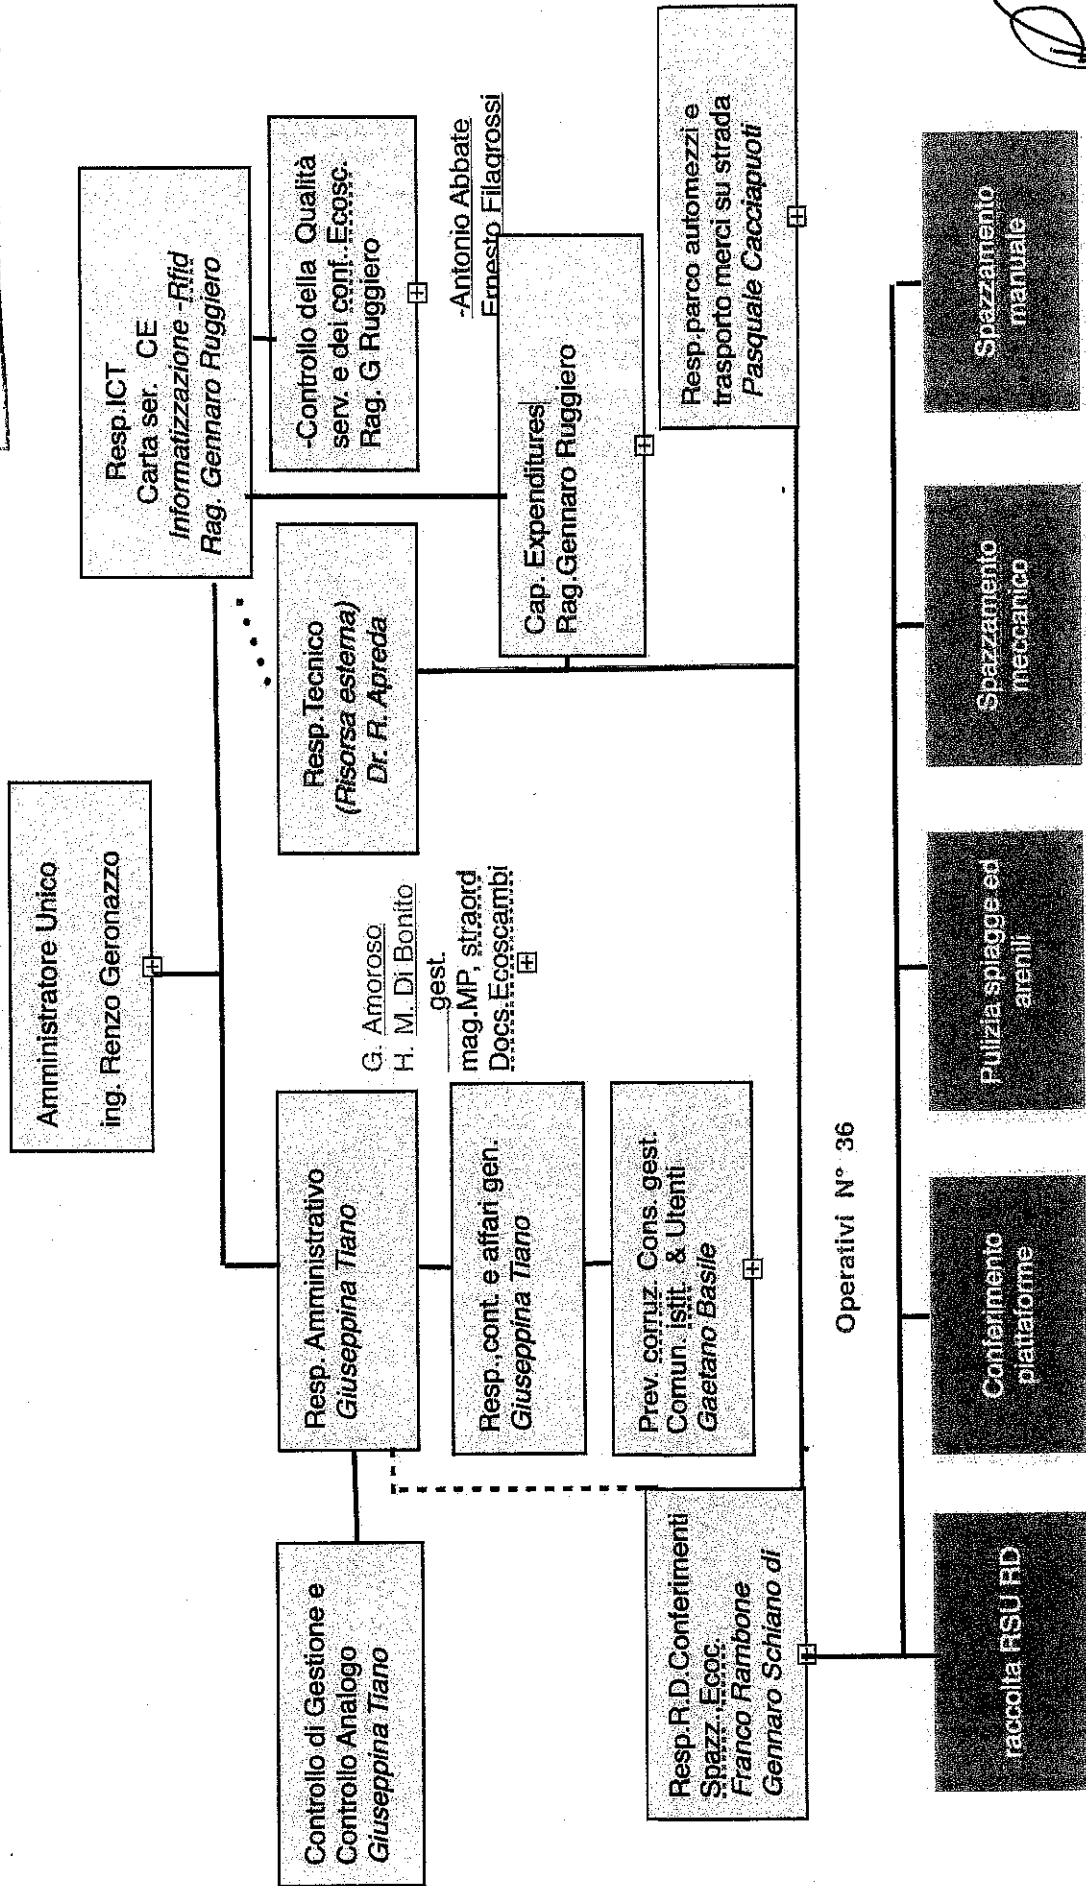 Amministratore Unico
ing. Renzo Geronazzo
Resp.ICT
Carta ser. CE
Informatizzazione -Rfid
Rag. Gennaro Ruggiero
Controllo di Gestione e
Controllo Analogo
Giuseppina Tiano
Resp. Amministrativo
Giuseppina Tiano
G. Amoroso
H. M. Di Bonito
gest.
mag.MP, straord
Docs.Ecoscambi
Resp.Tecnico
(Risorsa esterna)
Dr. R. Apreda
-Controllo della Qualità
serv. e dei conf..Ecosc.
Rag. G Ruggiero
Resp.,cont. e affari gen.
Giuseppina Tiano
-Antonio Abbate
Ernesto Filagrossi
Prev. corruz. Cons. gest.
Comun. Istit. & Utenti
Gaetano Basile
Cap. Expenditures
Rag.Gennaro Ruggiero
Resp.R.D.Conferimenti
Spazz.,Ecoc.
Franco Rambone
Gennaro Schiano di
Resp.parco automezzi e
trasporto merci su strada
Pasquale Cacciapuoti
Operativi N° 36
raccolta RSU RD
Conferimento
piattaforme
Pulizia spiagge ed
arenili
Spazzamento
meccanico
Spazzamento
manuale